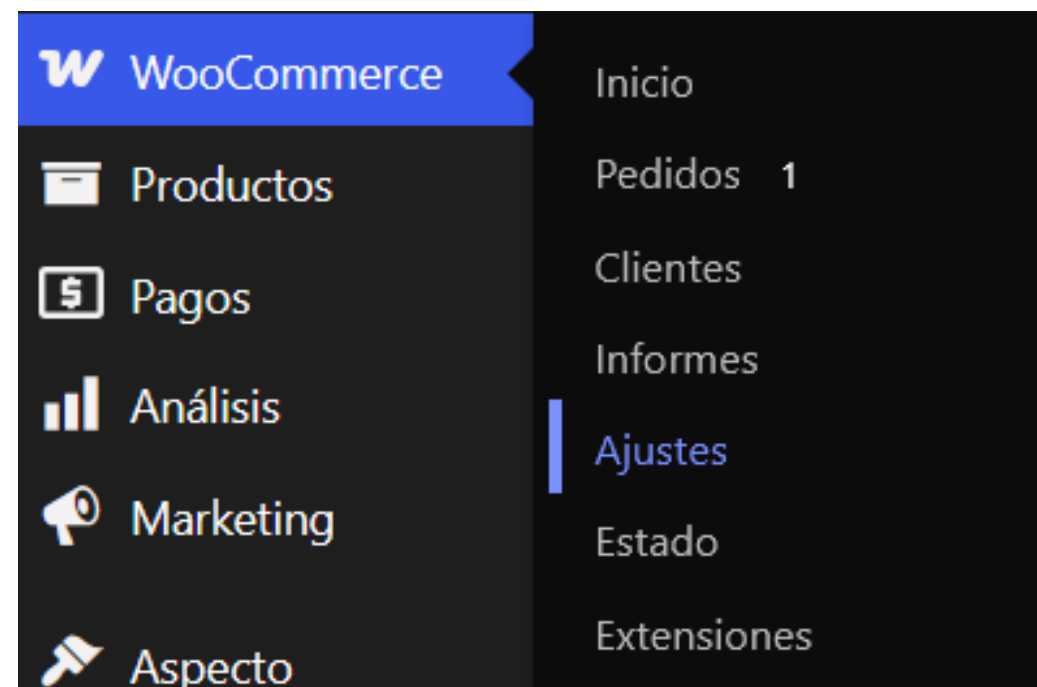 WooCommerce
Productos
Pagos
Análisis
Marketing
Aspecto
Inicio
Pedidos 1
Clientes
Informes
Ajustes
Estado
Extensiones